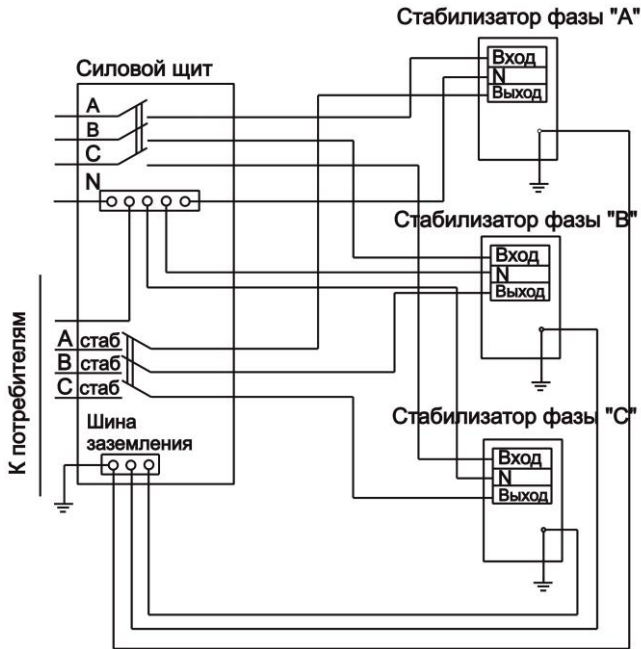 Стабилизатор фазы "А"
Вход
N
Выход
Силовой щит
А
В
С
N
Стабилизатор фазы "В"
Вход
N
Выход
К потребителям
А стаб
В стаб
С стаб
Шина
заземления
Стабилизатор фазы "С"
Вход
N
Выход